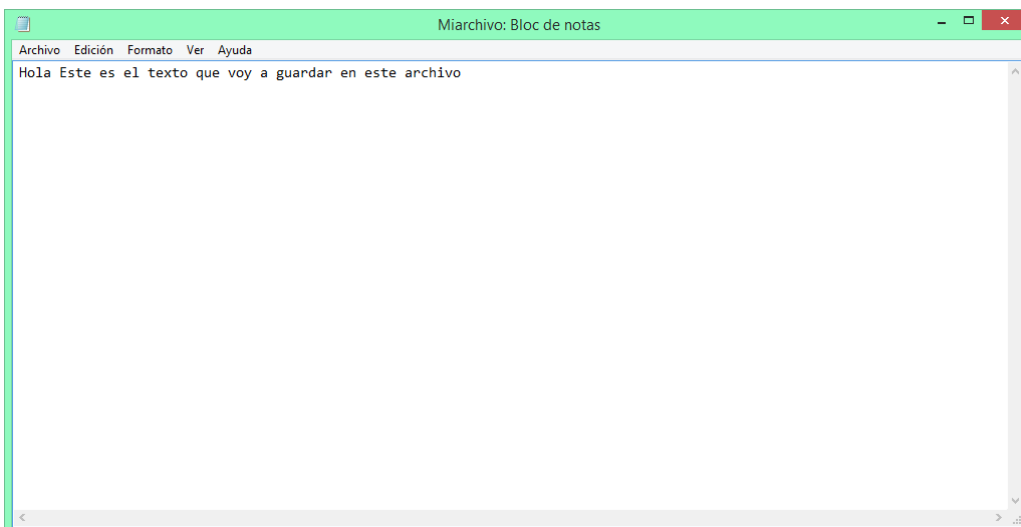 Miarchivo: Bloc de notas
Archivo Edición Formato Ver Ayuda
Hola Este es el texto que voy a guardar en este archivo